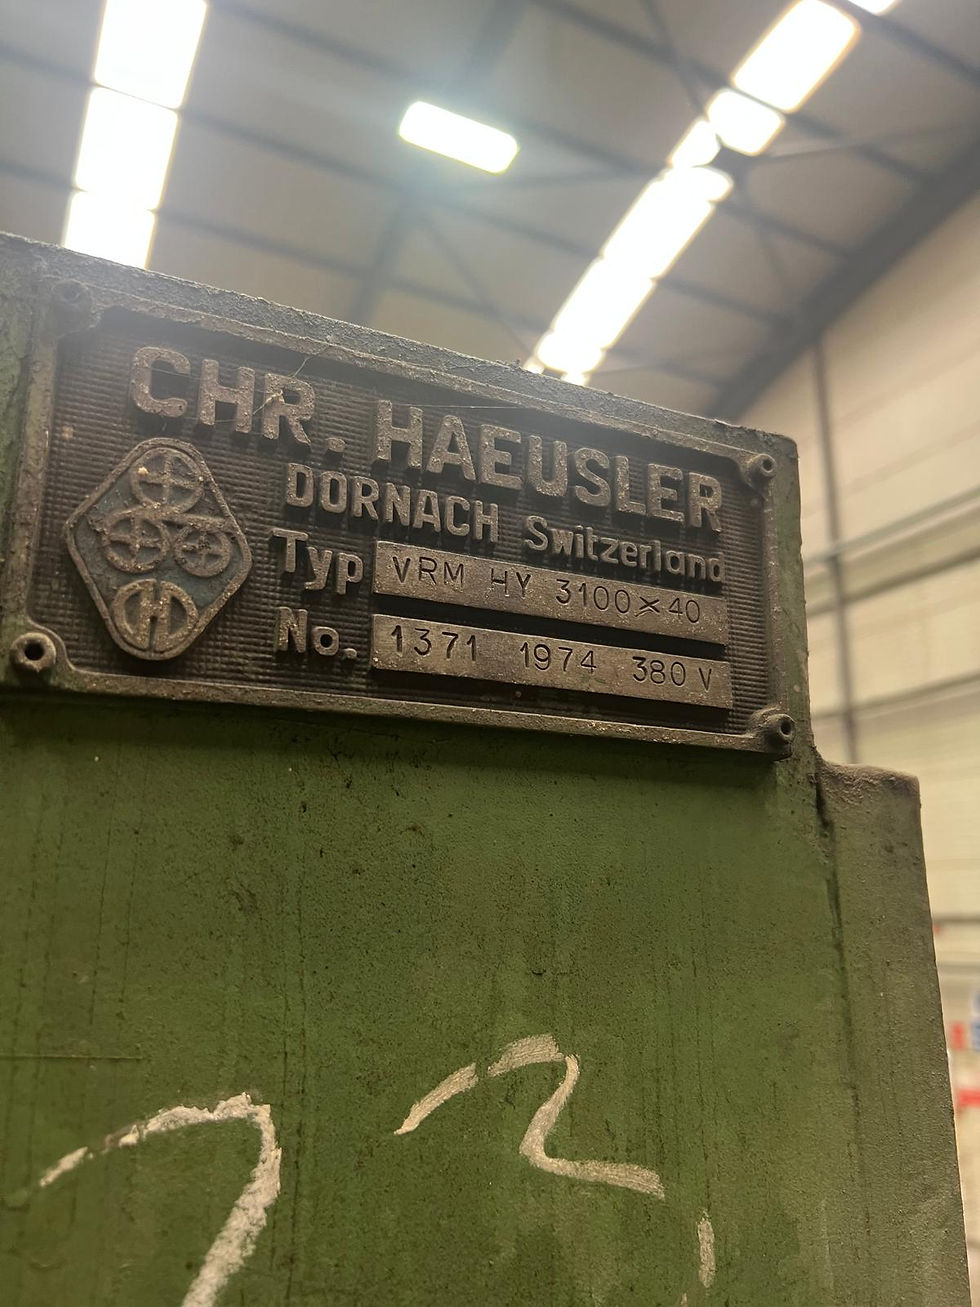 CHR. HAEUSLER
DORNACH Switzerland
Typ VRM HY 3100×40
No. 1371 1974 380 V